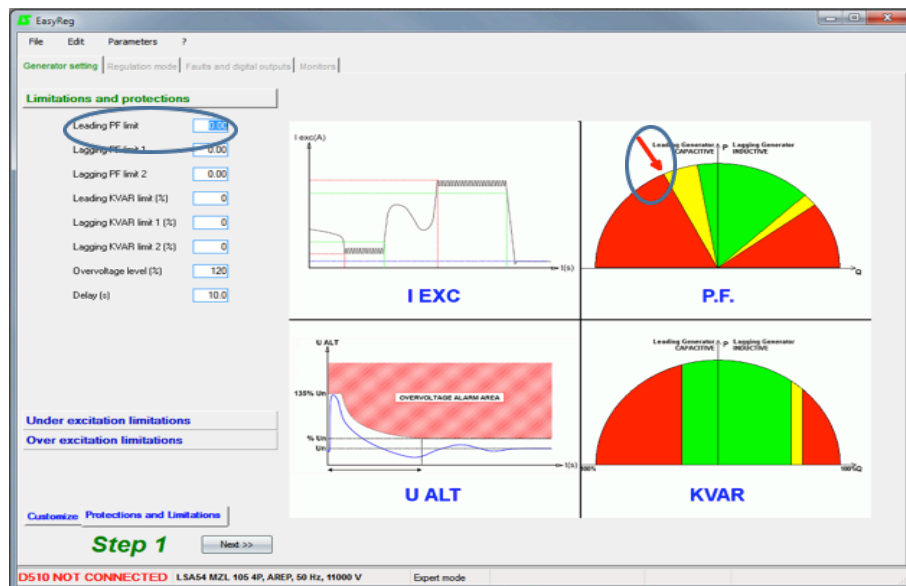 EasyReg
File Edit Parameters ?
Generator setting Regulation mode Faults and digital outputs Monitors
Limitations and protections
Leading PF limit 0.00
Lagging PF limit 1 0.00
Lagging PF limit 2 0.00
Leading KVAR limit (%) 0
Lagging KVAR limit 1 (%) 0
Lagging KVAR limit 2 (%) 0
Overvoltage level (%) 120
Delay (s) 10.0
Under excitation limitations
Over excitation limitations
Customize Protections and Limitations
Step 1 Next >>
I exc(A)
t(s)
I EXC
Leading Generator P Lagging Generator
CAPACITIVE INDUCTIVE
Q
P.F.
U ALT
135% Un
OVERVOLTAGE ALARM AREA
% Un
Un
t(s)
U ALT
Leading Generator P Lagging Generator
CAPACITIVE INDUCTIVE
100% 100%Q
KVAR
D510 NOT CONNECTED LSA54 MZL 105 4P, AREP, 50 Hz, 11000 V Expert mode